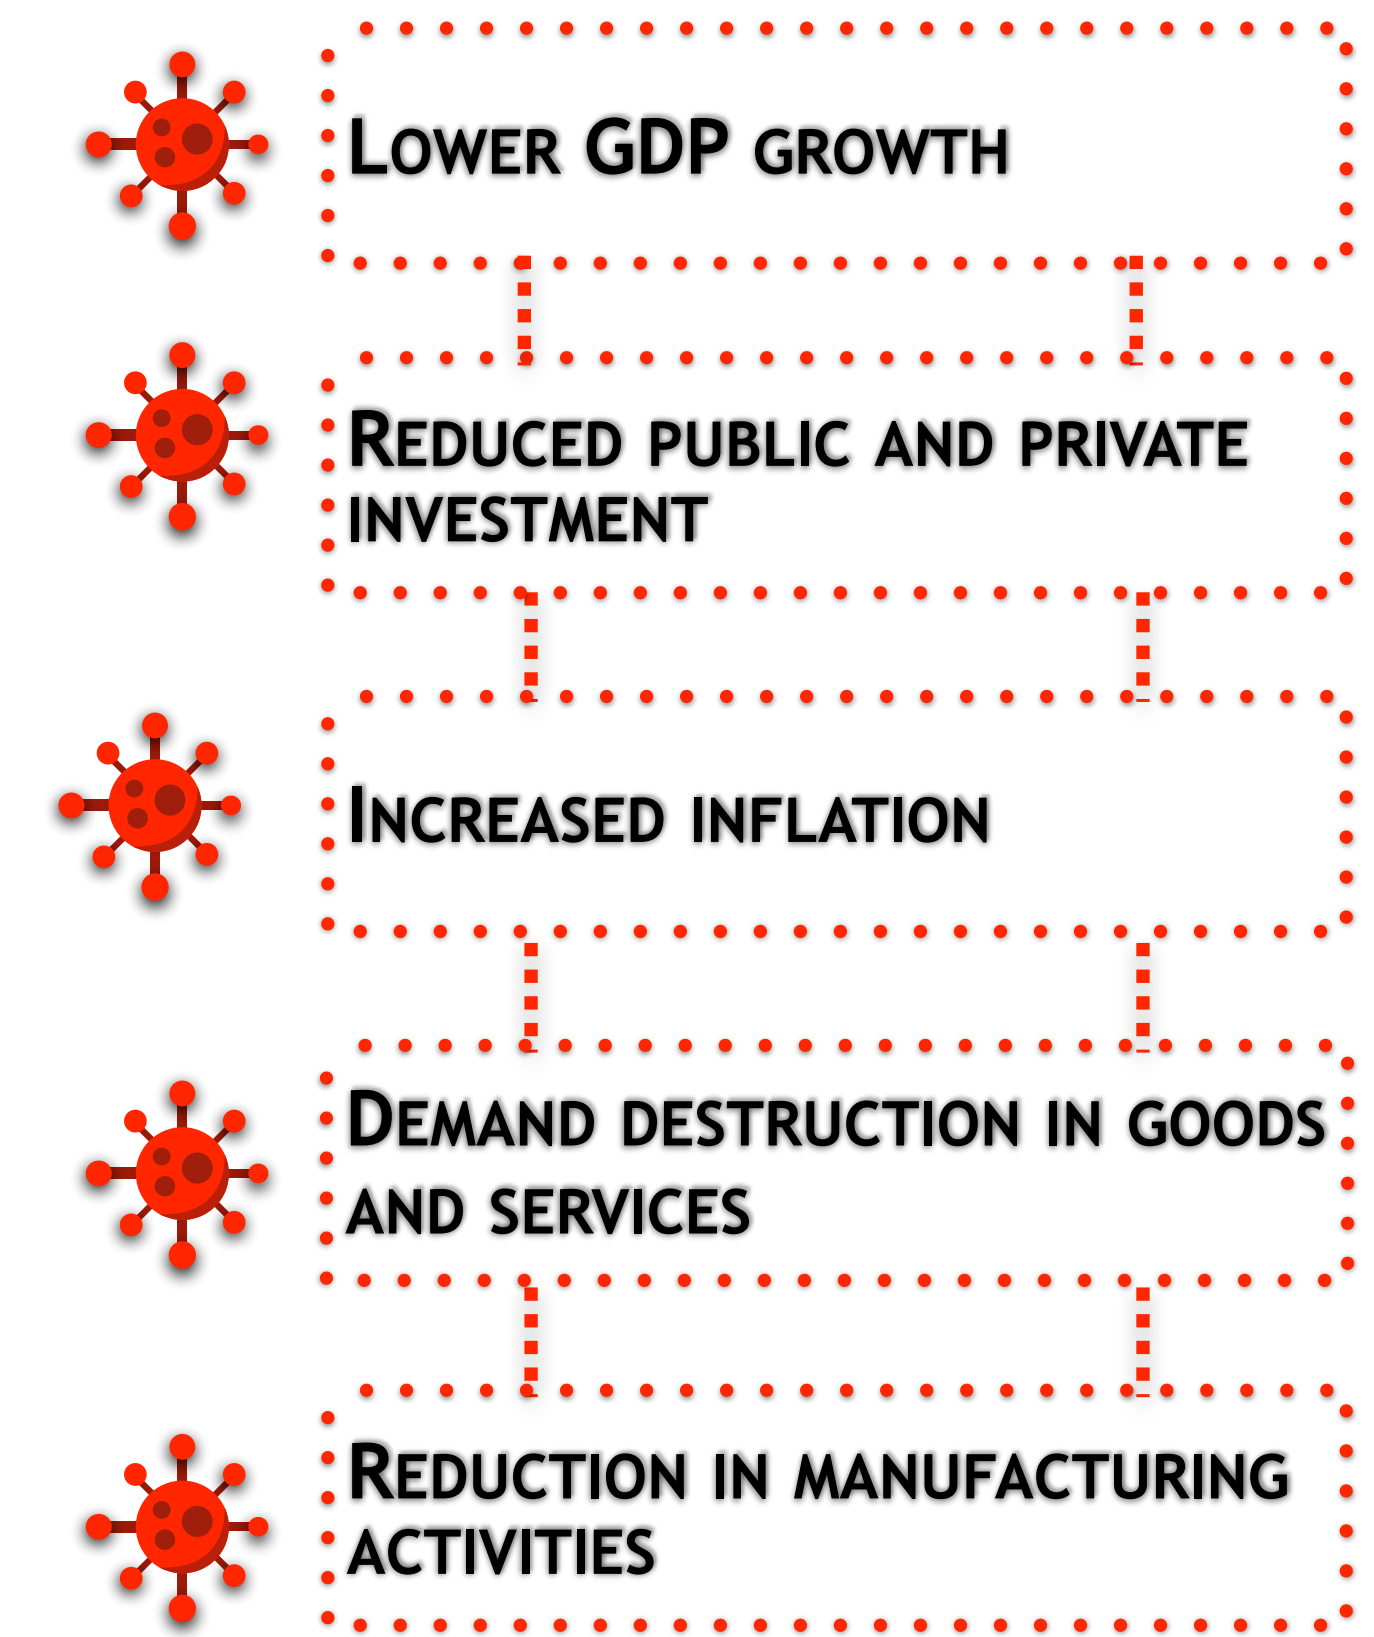 Lower GDP growth
Reduced public and private
investment
Increased inflation
Demand destruction in goods
and services
Reduction in manufacturing
activities